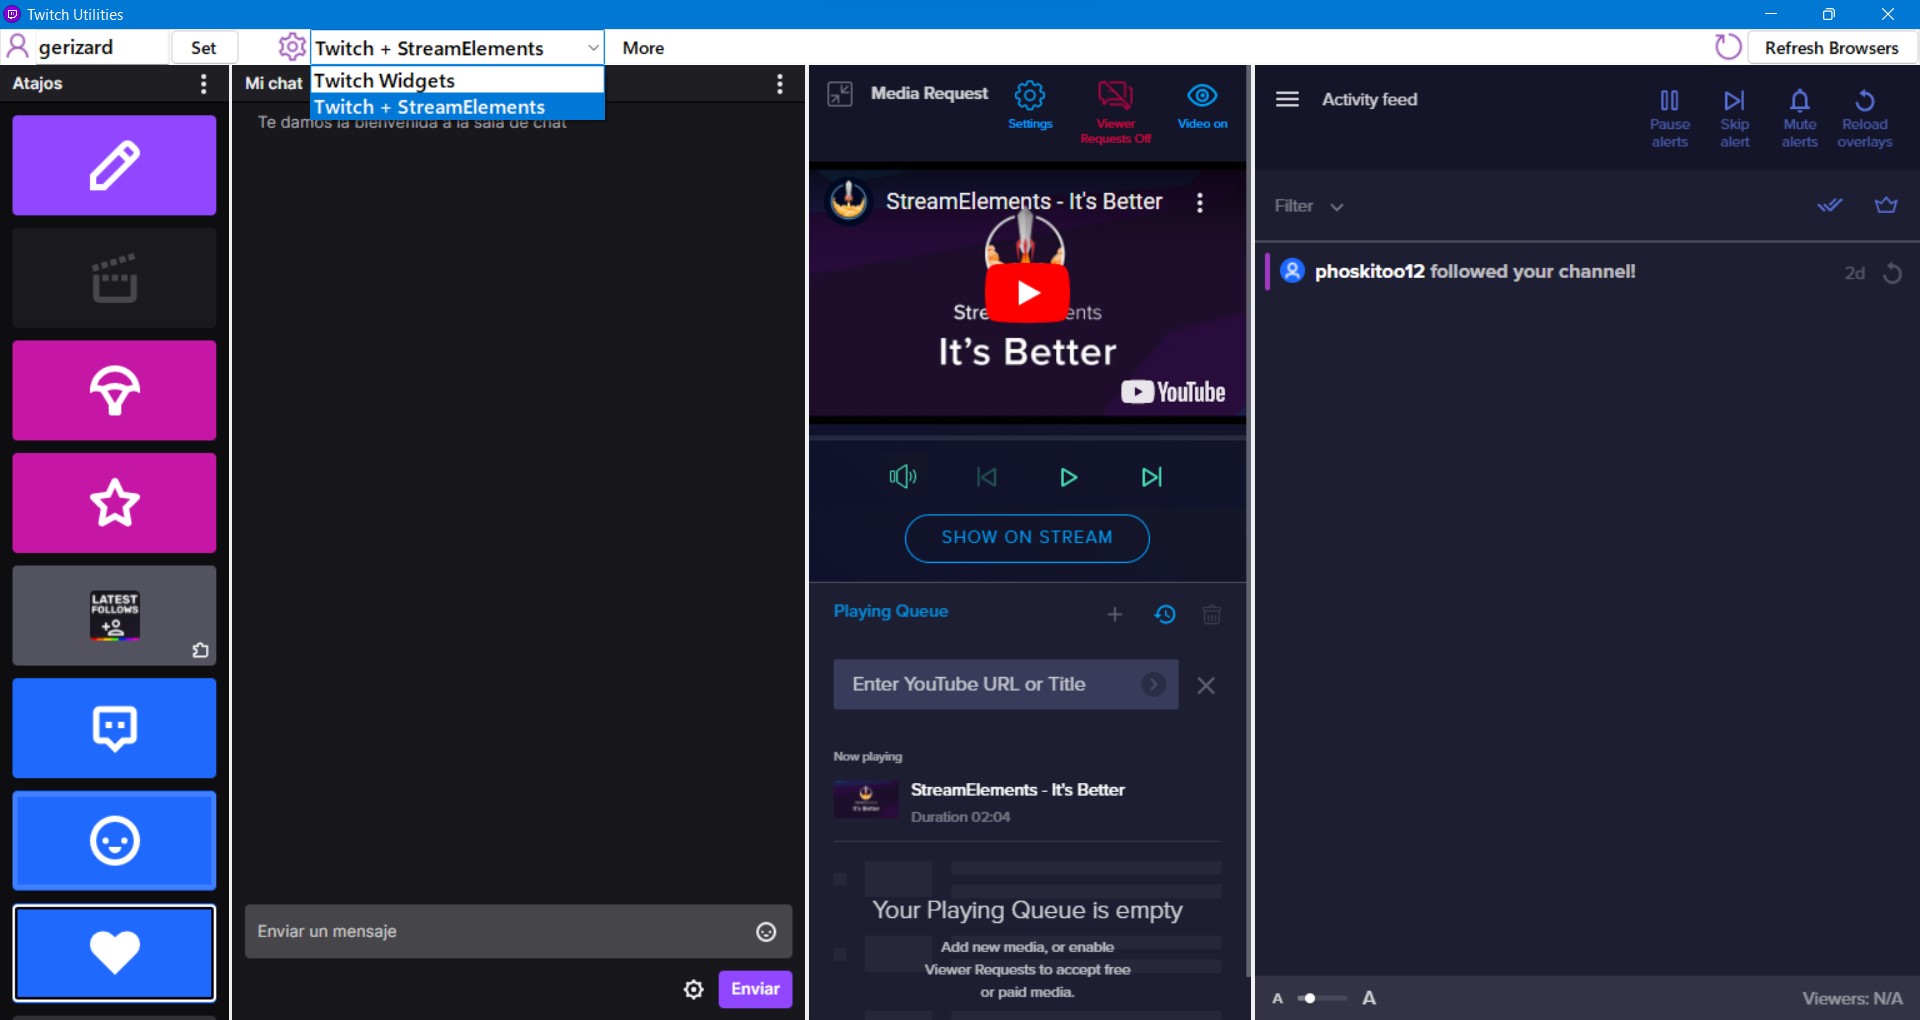 Twitch Utilities
gerizard
Set
Twitch + StreamElements
More
Refresh Browsers
Twitch Widgets
Twitch + StreamElements
Atajos
LATEST
FOLLOWS
Mi chat
Te damos la bienvenida a la sala de chat
Enviar un mensaje
Enviar
Media Request
Settings
Viewer
Requests Off
Video on
StreamElements - It's Better
It's Better
YouTube
SHOW ON STREAM
Playing Queue
Enter YouTube URL or Title
Now playing
It's Better
StreamElements - It's Better
Duration 02:04
Your Playing Queue is empty
Add new media, or enable
Viewer Requests to accept free
or paid media.
Activity feed
Pause
alerts
Skip
alert
Mute
alerts
Reload
overlays
Filter
phoskitoo12 followed your channel!
2d
A
A
Viewers: N/A